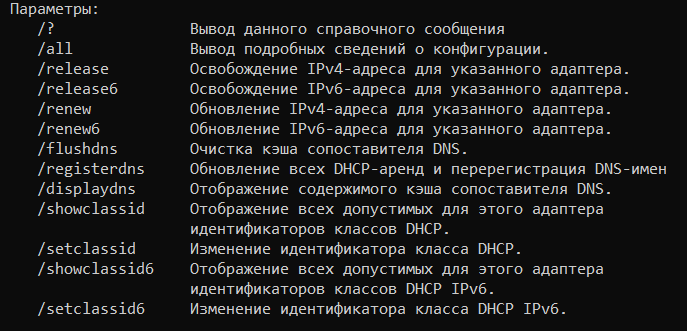 Параметры:
/?               Вывод данного справочного сообщения
/all             Вывод подробных сведений о конфигурации.
/release         Освобождение IPv4-адреса для указанного адаптера.
/release6        Освобождение IPv6-адреса для указанного адаптера.
/renew           Обновление IPv4-адреса для указанного адаптера.
/renew6          Обновление IPv6-адреса для указанного адаптера.
/flushdns        Очистка кэша сопоставителя DNS.
/registerdns     Обновление всех DHCP-аренд и перерегистрация DNS-имен
/displaydns      Отображение содержимого кэша сопоставителя DNS.
/showclassid     Отображение всех допустимых для этого адаптера
                 идентификаторов классов DHCP.
/setclassid      Изменение идентификатора класса DHCP.
/showclassid6    Отображение всех допустимых для этого адаптера
                 идентификаторов классов DHCP IPv6.
/setclassid6     Изменение идентификатора класса DHCP IPv6.